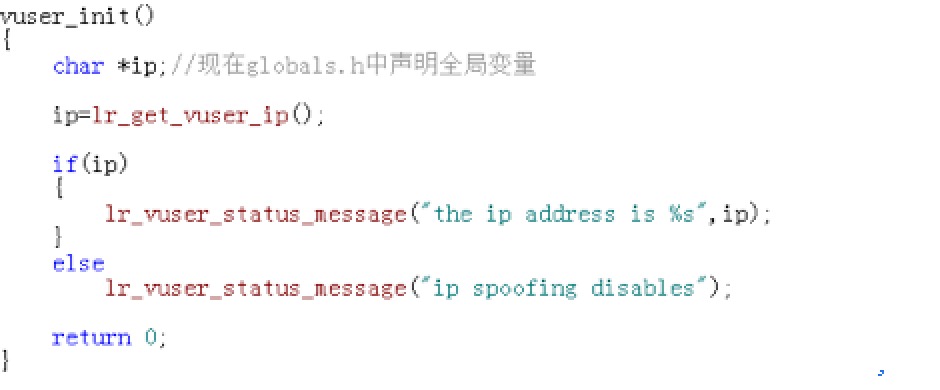 vuser_init()
{
    char *ip;//现在globals.h中声明全局变量
    ip=lr_get_vuser_ip();
    if(ip)
    {
        lr_vuser_status_message("the ip address is %s",ip);
    }
    else
        lr_vuser_status_message("ip spoofing disables");
    return 0;
}